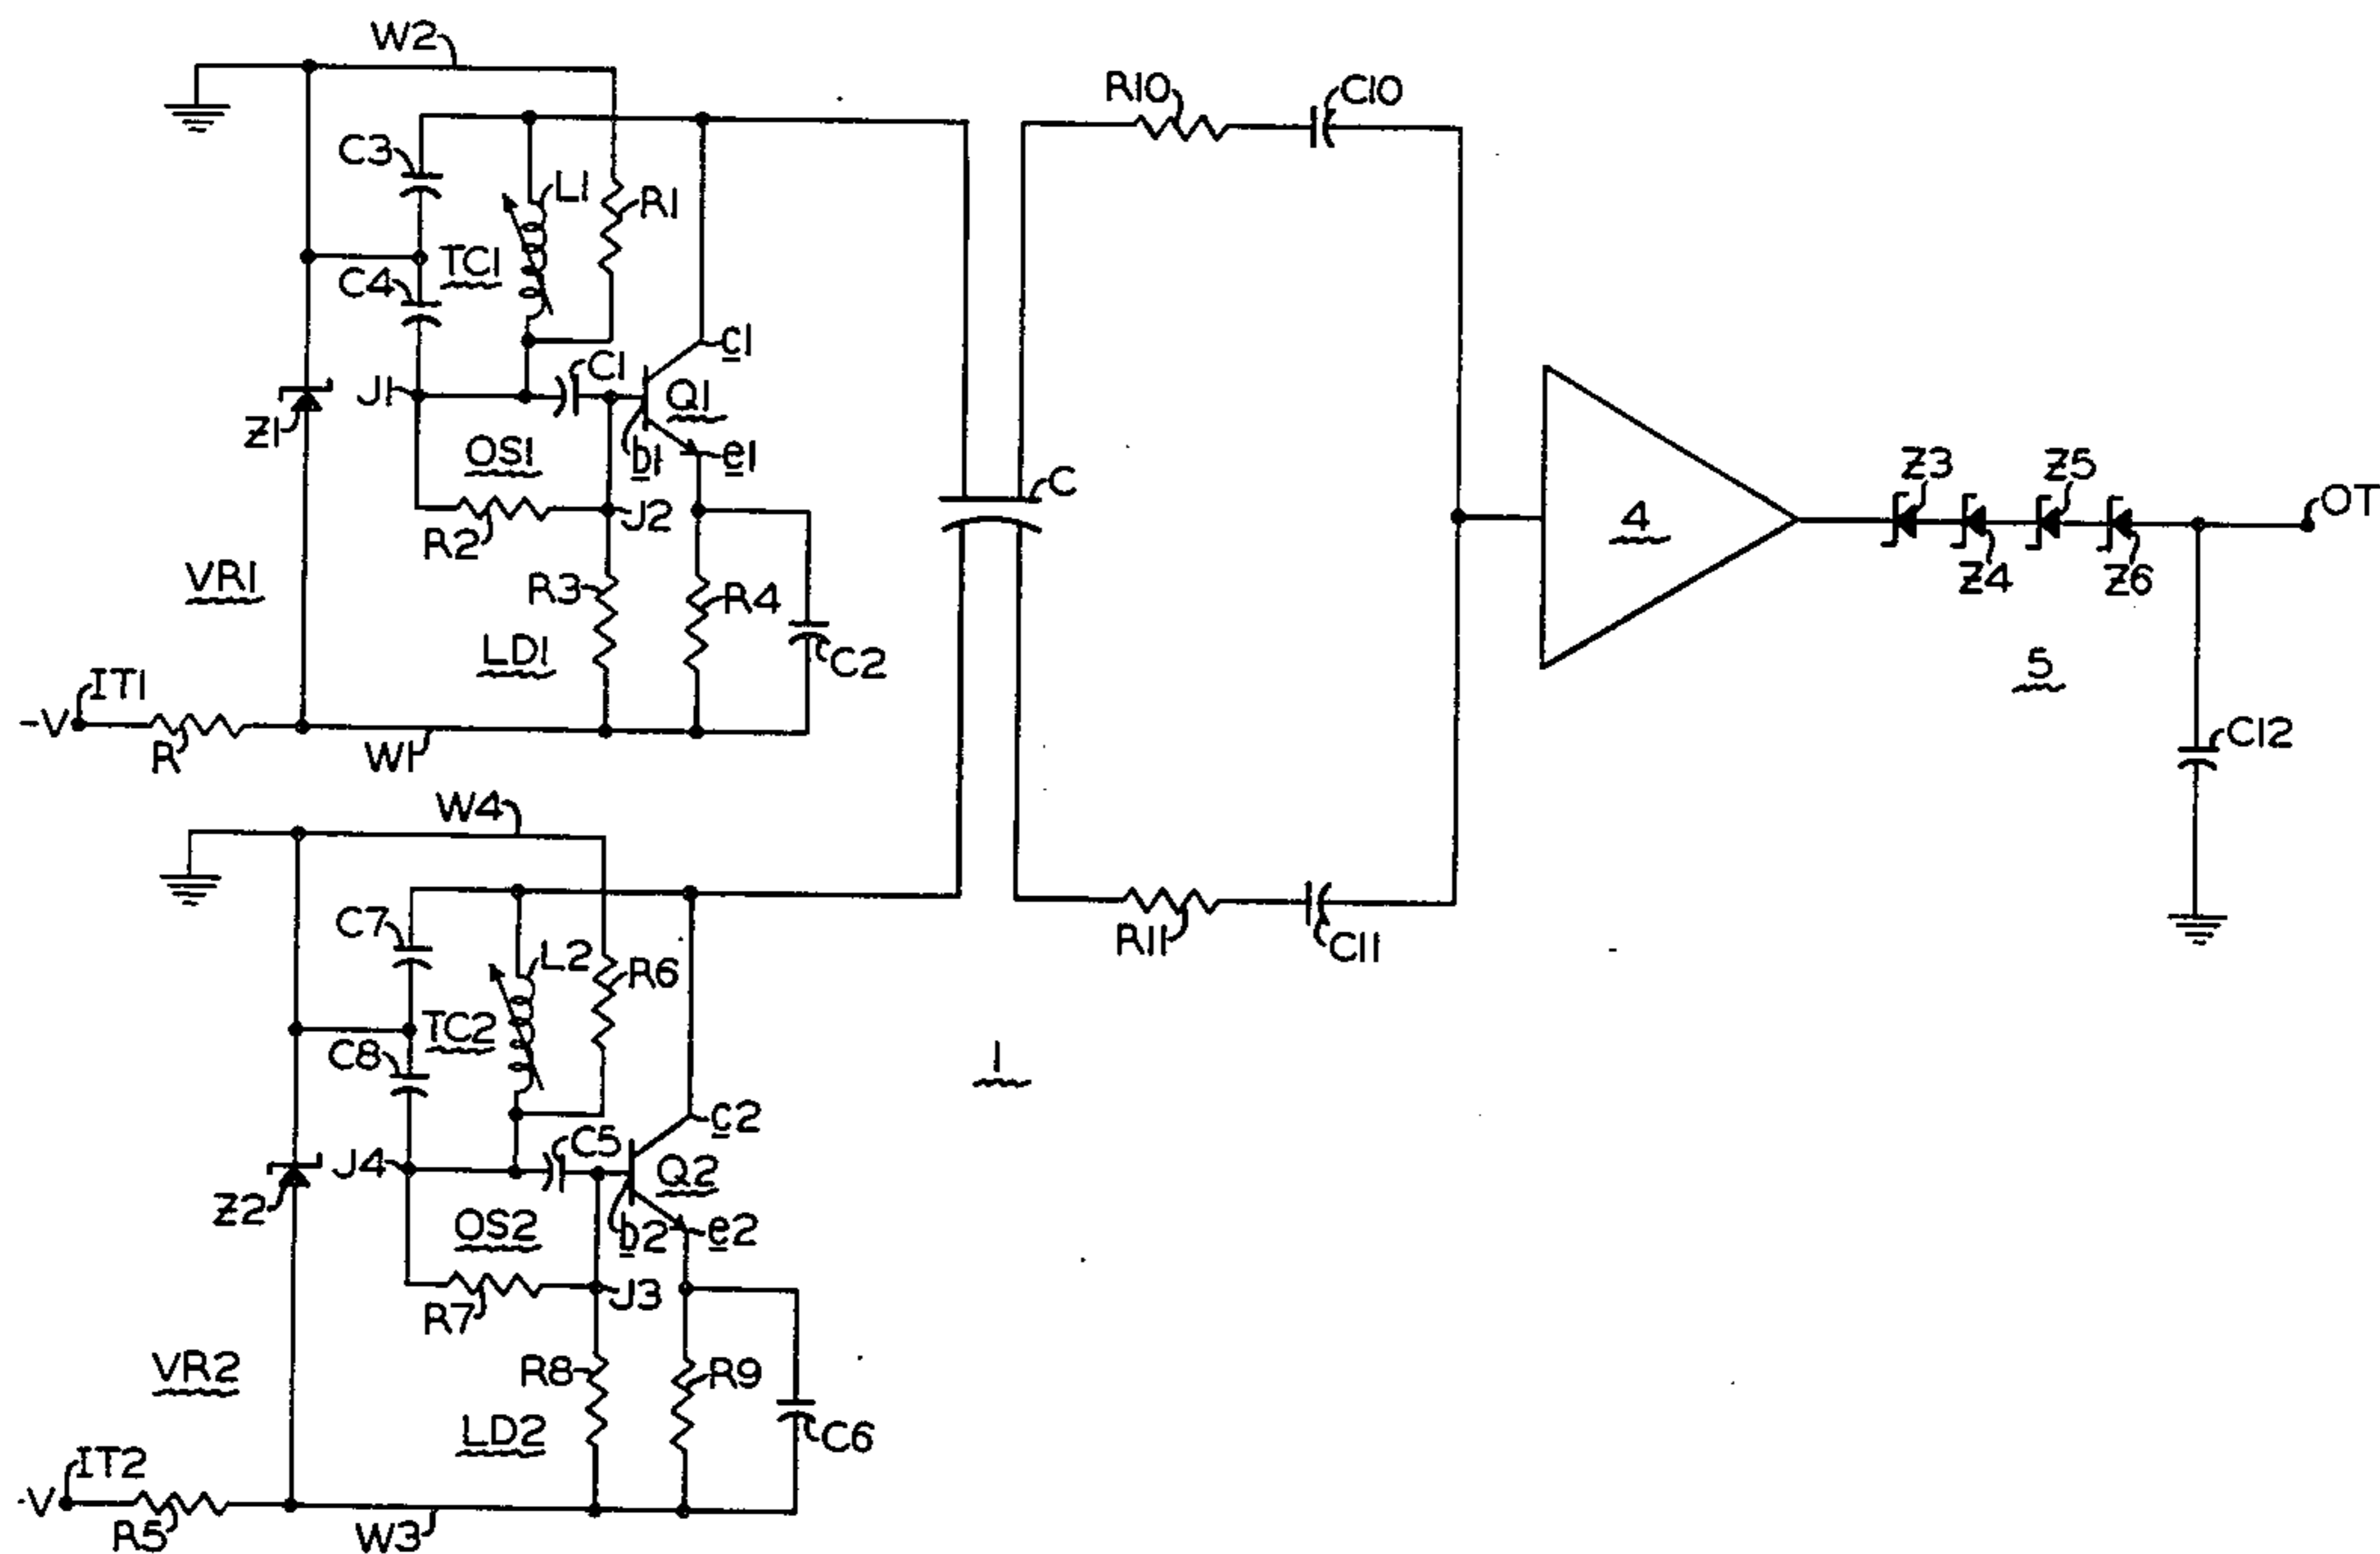 W2
R10
C10
C3
L1
R1
TC1
C4
c1
C1
J1
Q1
Z1
OS1
b1
e1
C
Z3
Z5
OT
R2
J2
4
VR1
R3
R4
Z4
Z6
LD1
C2
5
IT1
-V
R
W1
C12
W4
C7
L2
R6
R11
C11
TC2
C8
1
c2
C5
J4
Q2
Z2
OS2
b2
e2
R7
J3
VR2
R8
R9
LD2
C6
IT2
-V
R5
W3